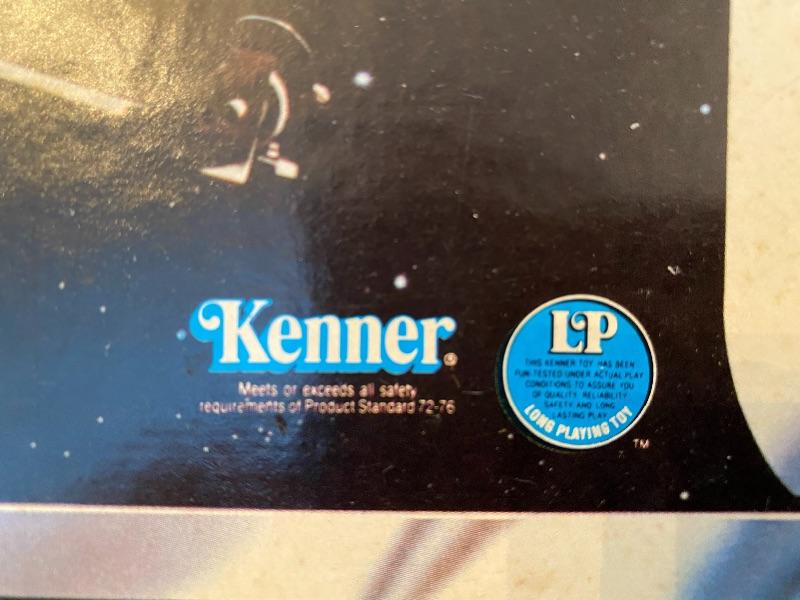 Kenner®
Meets or exceeds all safety
requirements of Product Standard 72-76
LP
THIS KENNER TOY HAS BEEN
FUN-TESTED UNDER ACTUAL PLAY
CONDITIONS TO ASSURE YOU
OF QUALITY, RELIABILITY,
SAFETY AND LONG
LASTING PLAY.
LONG PLAYING TOY
TM